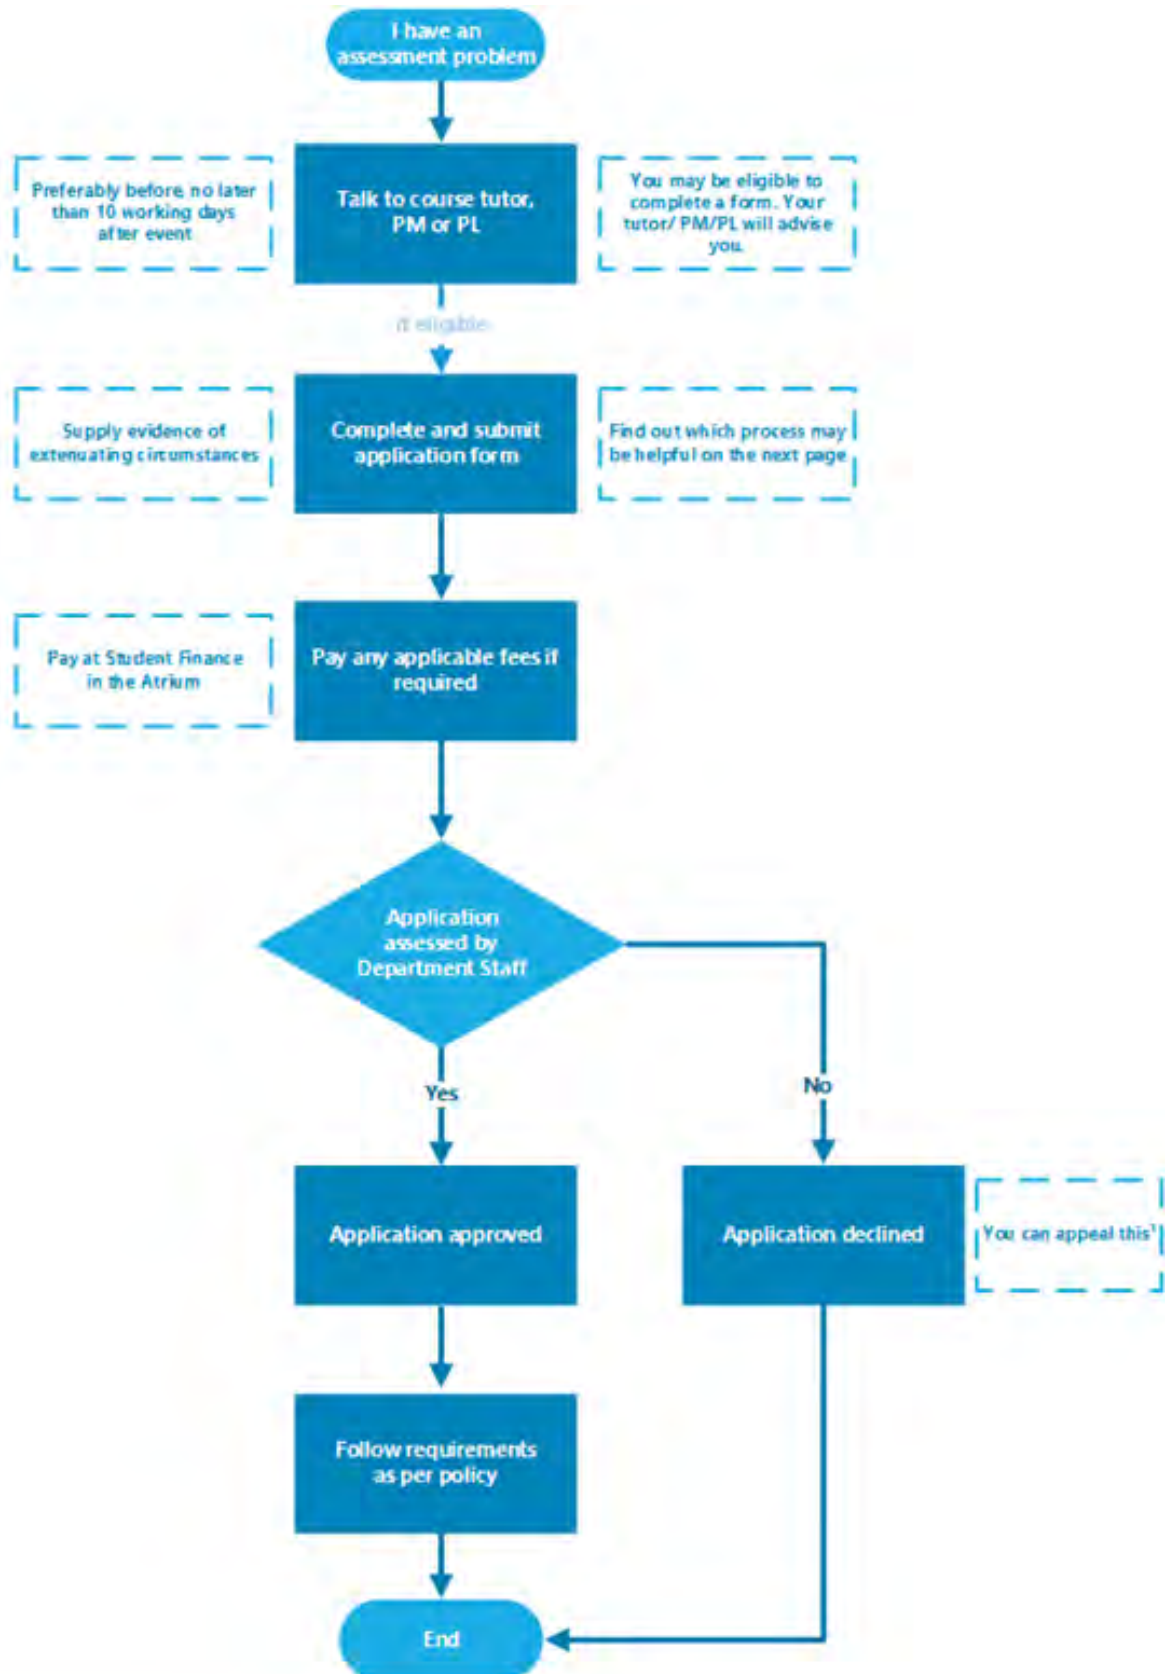 I have an
assessment problem
Preferably before, no later
than 10 working days
after event
Talk to course tutor,
PM or PL
You may be eligible to
complete a form. Your
tutor/ PM/PL will advise
you.
if eligible
Supply evidence of
extenuating circumstances
Complete and submit
application form
Find out which process may
be helpful on the next page
Pay at Student Finance
in the Atrium
Pay any applicable fees if
required
Application
assessed by
Department Staff
Yes
No
Application approved
Application declined
You can appeal this¹
Follow requirements
as per policy
End